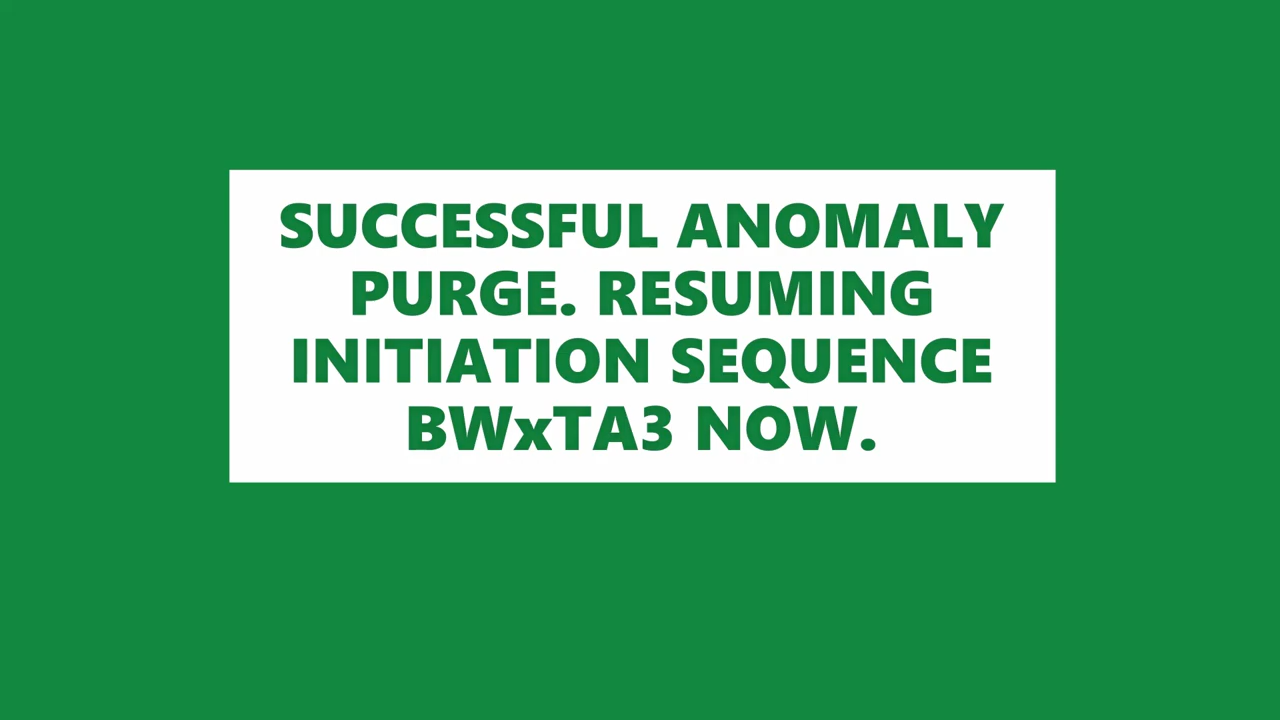 SUCCESSFUL ANOMALY
PURGE. RESUMING
INITIATION SEQUENCE
BWxTA3 NOW.